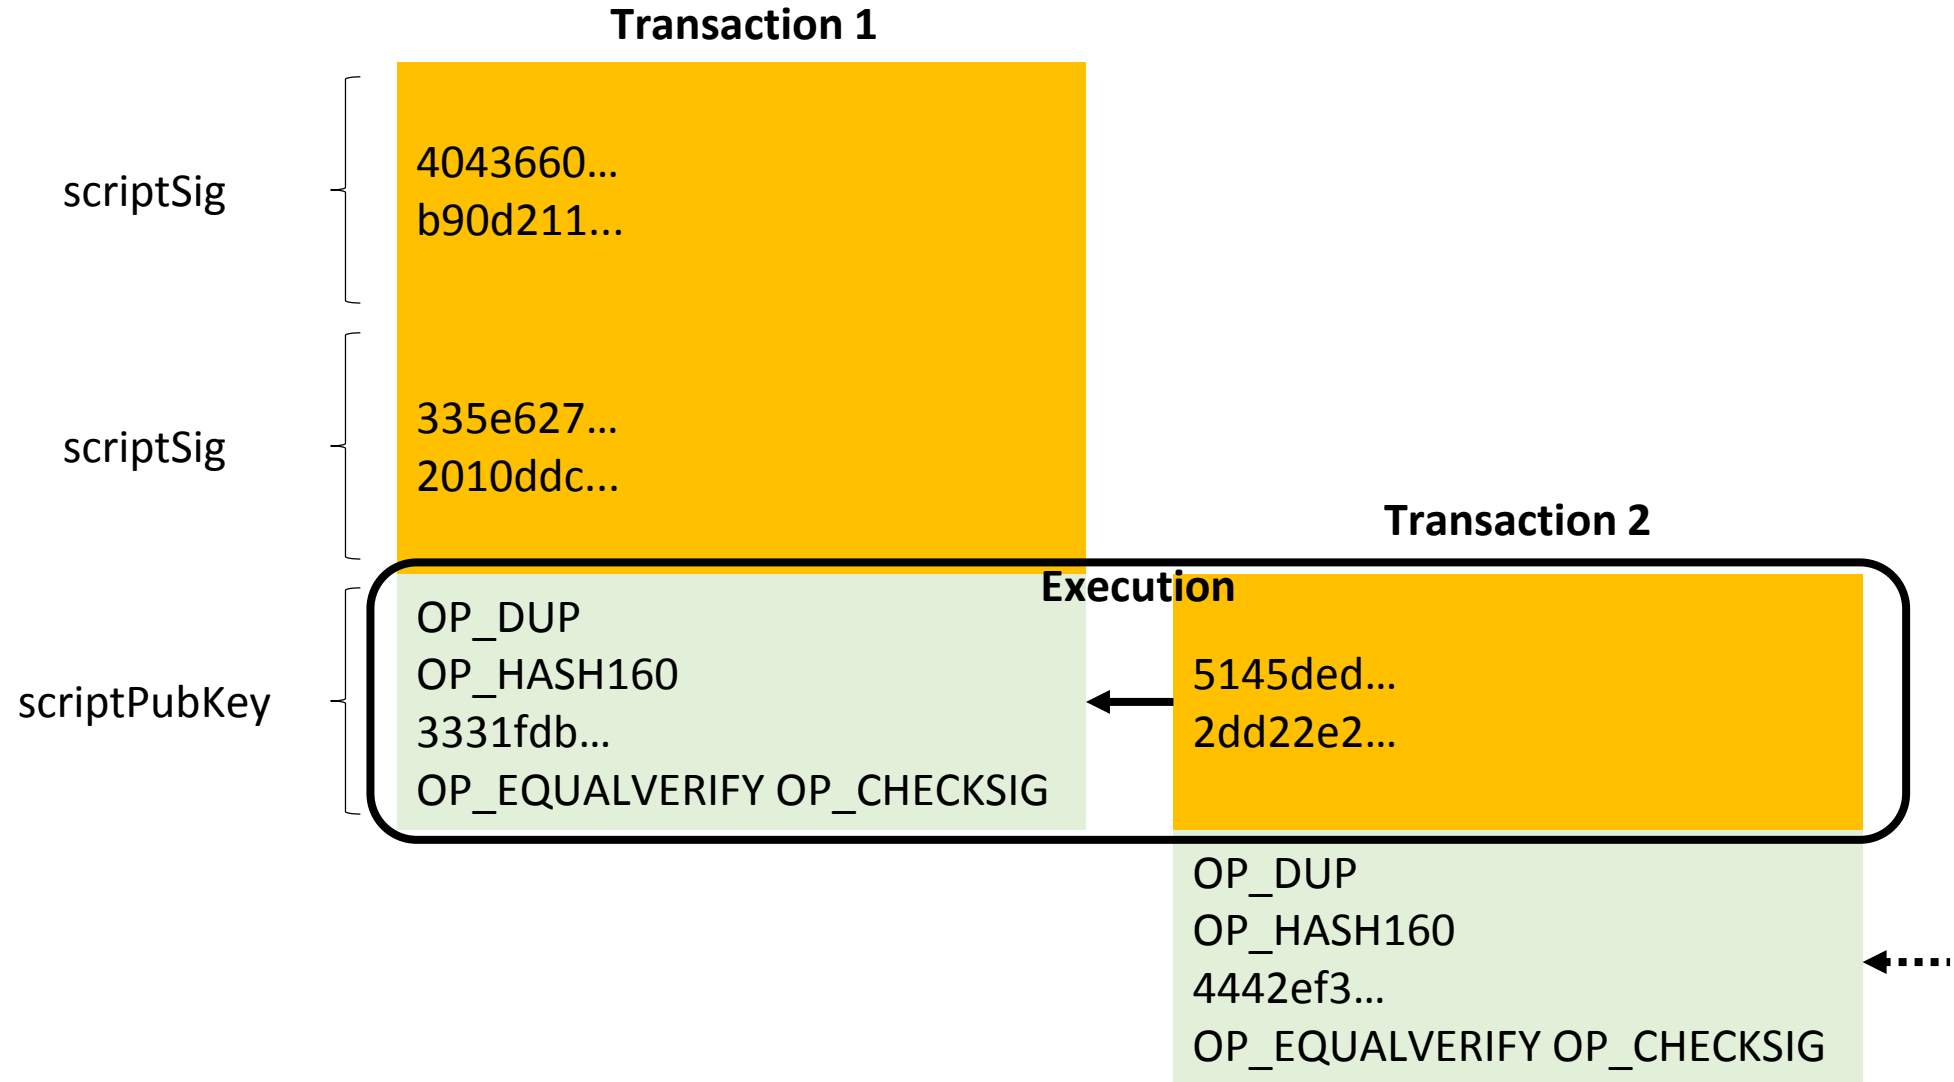 Transaction 1
scriptSig
4043660…
b90d211...
scriptSig
335e627…
2010ddc...
Transaction 2
Execution
scriptPubKey
OP_DUP
OP_HASH160
3331fdb…
OP_EQUALVERIFY OP_CHECKSIG
5145ded…
2dd22e2…
OP_DUP
OP_HASH160
4442ef3…
OP_EQUALVERIFY OP_CHECKSIG